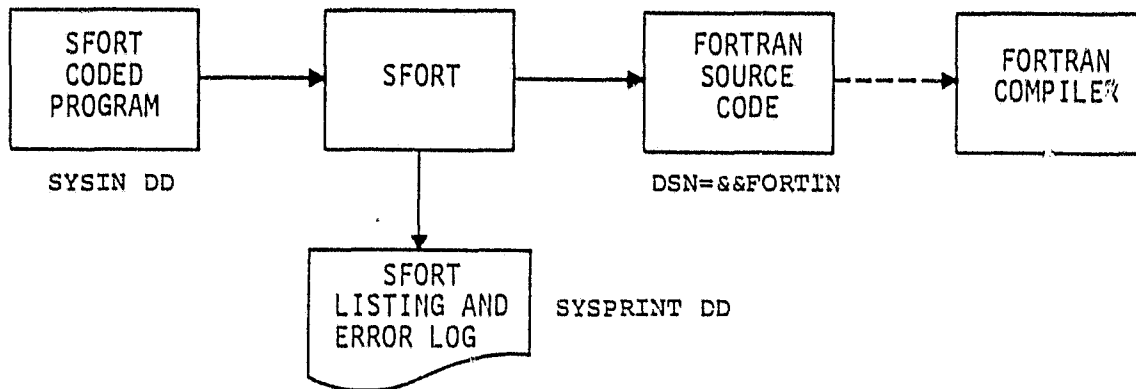 SFORT
CODED
PROGRAM
SFORT
FORTRAN
SOURCE
CODE
FORTRAN
COMPILER
SYSIN DD
DSN=&&FORTIN
SFORT
LISTING AND
ERROR LOG
SYSPRINT DD